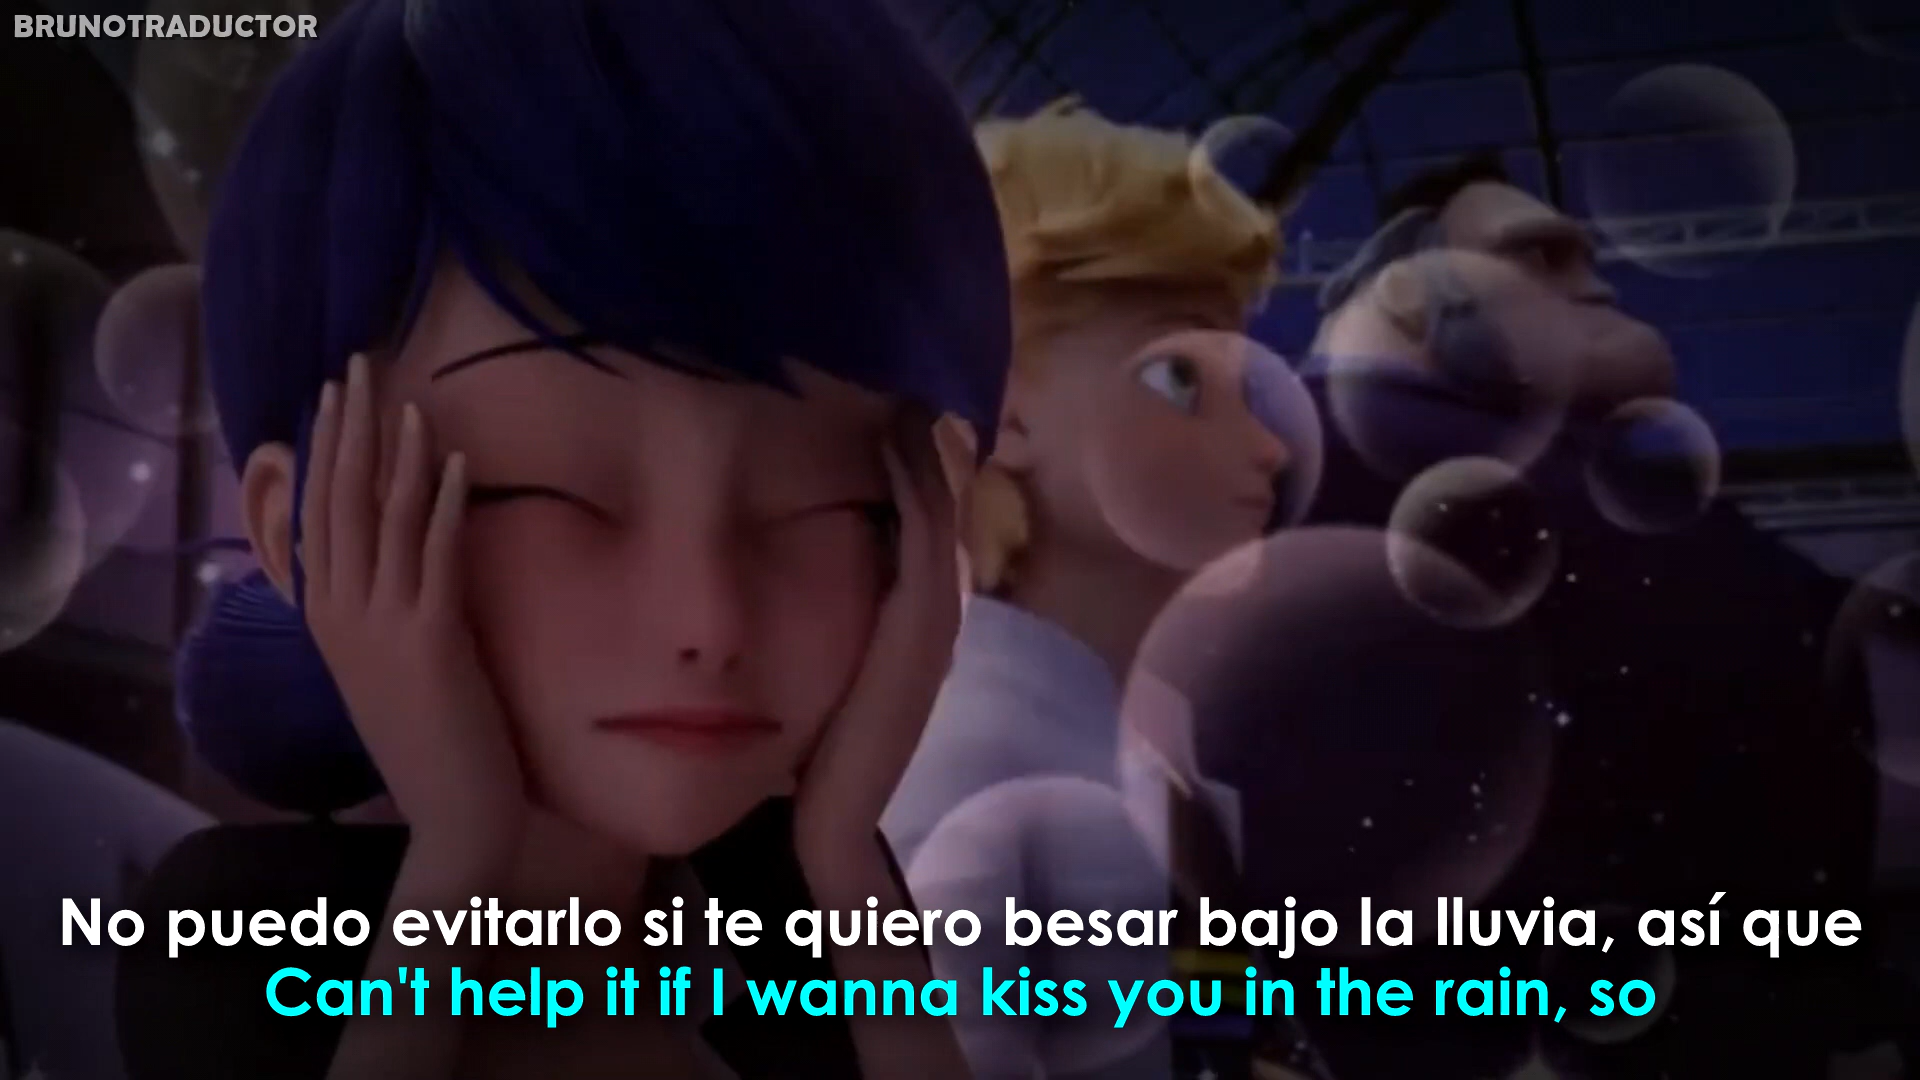 BRUNOTRADUCTOR
No puedo evitarlo si te quiero besar bajo la lluvia, así que
Can't help it if I wanna kiss you in the rain, so